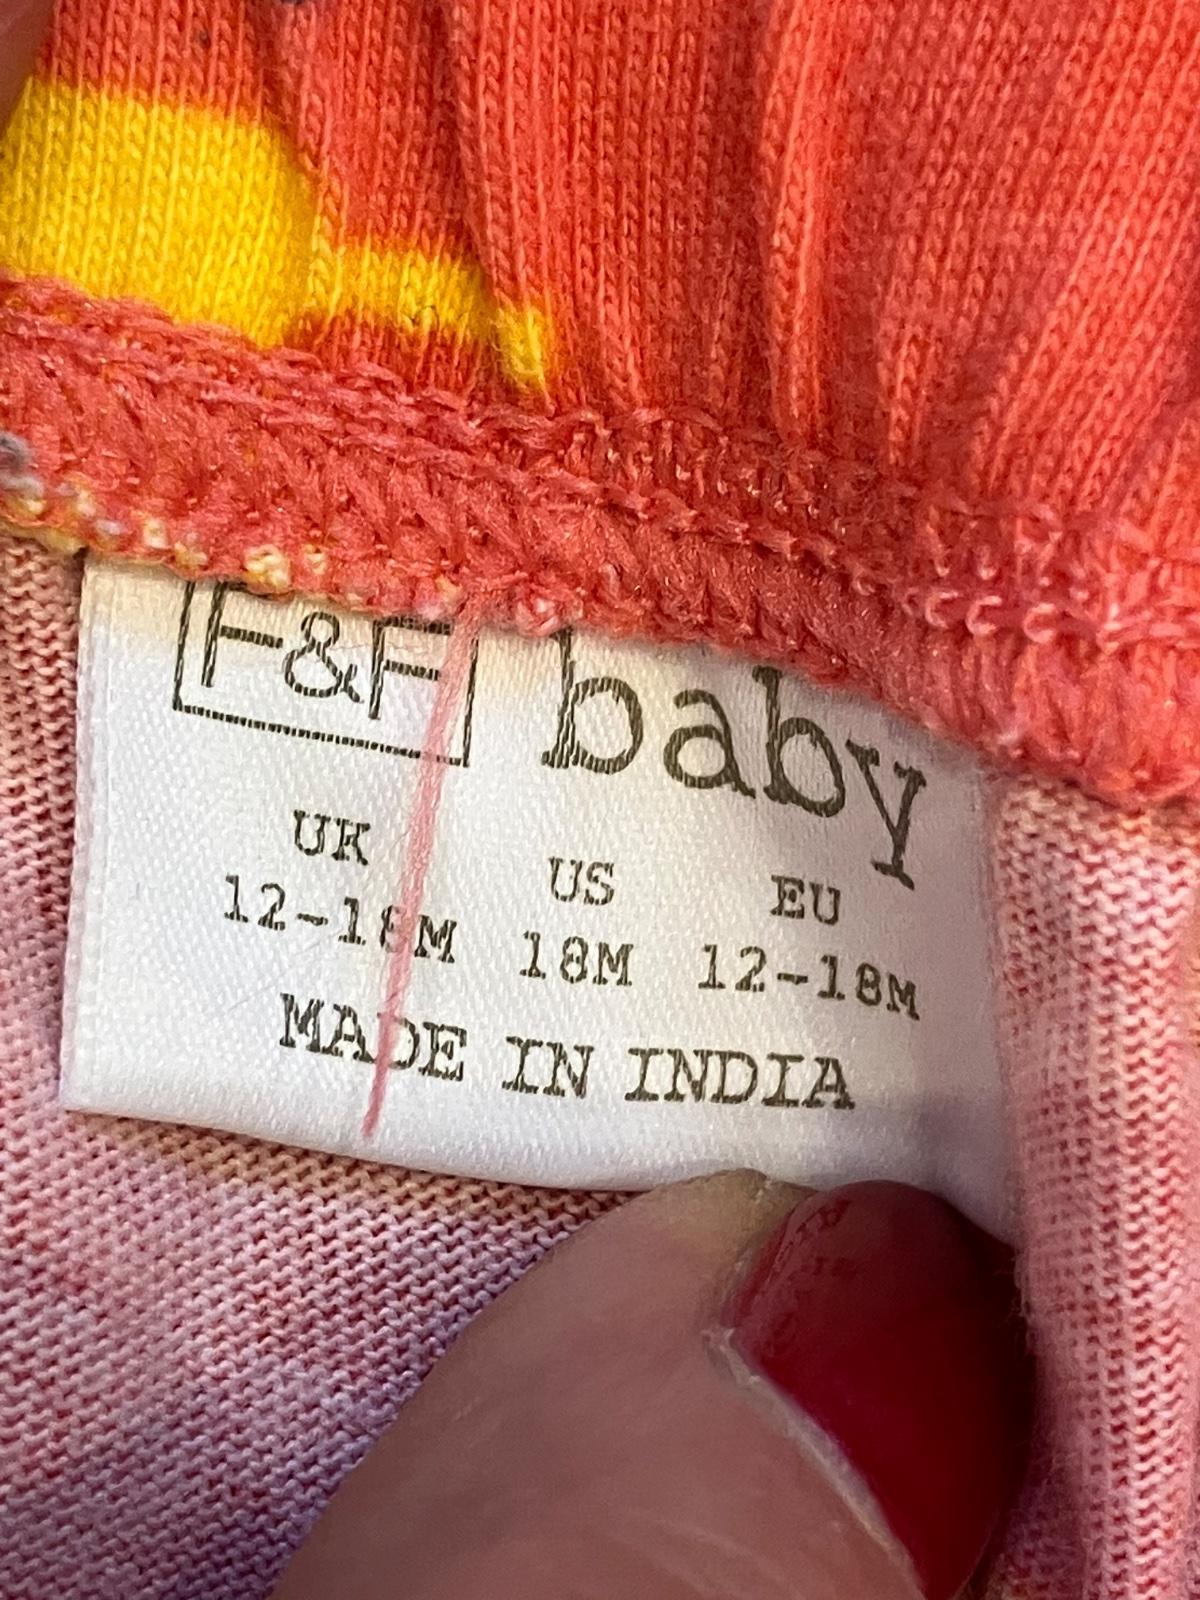 F&F baby
UK US EU
12-18M 18M 12-18M
MADE IN INDIA